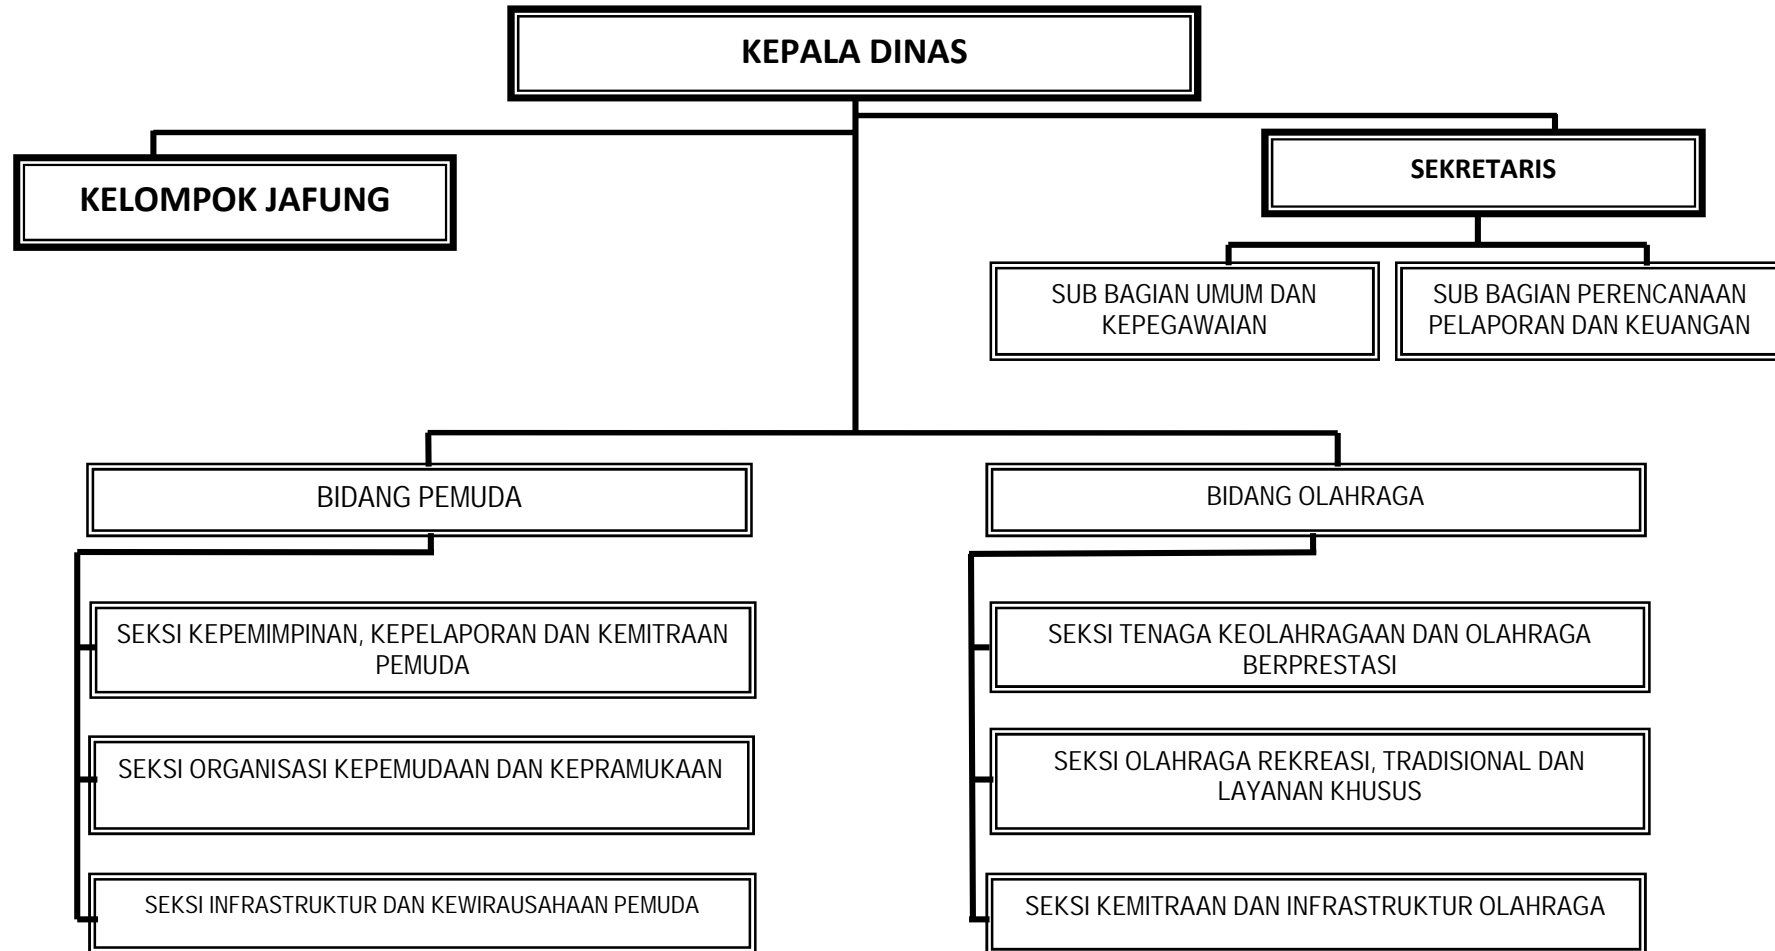 KEPALA DINAS
KELOMPOK JAFUNG
SEKRETARIS
SUB BAGIAN UMUM DAN
KEPEGAWAIAN
SUB BAGIAN PERENCANAAN
PELAPORAN DAN KEUANGAN
BIDANG PEMUDA
BIDANG OLAHRAGA
SEKSI KEPEMIMPINAN, KEPELAPORAN DAN KEMITRAAN
PEMUDA
SEKSI ORGANISASI KEPEMUDAAN DAN KEPRAMUKAAN
SEKSI INFRASTRUKTUR DAN KEWIRAUSAHAAN PEMUDA
SEKSI TENAGA KEOLAHRAGAAN DAN OLAHRAGA
BERPRESTASI
SEKSI OLAHRAGA REKREASI, TRADISIONAL DAN
LAYANAN KHUSUS
SEKSI KEMITRAAN DAN INFRASTRUKTUR OLAHRAGA